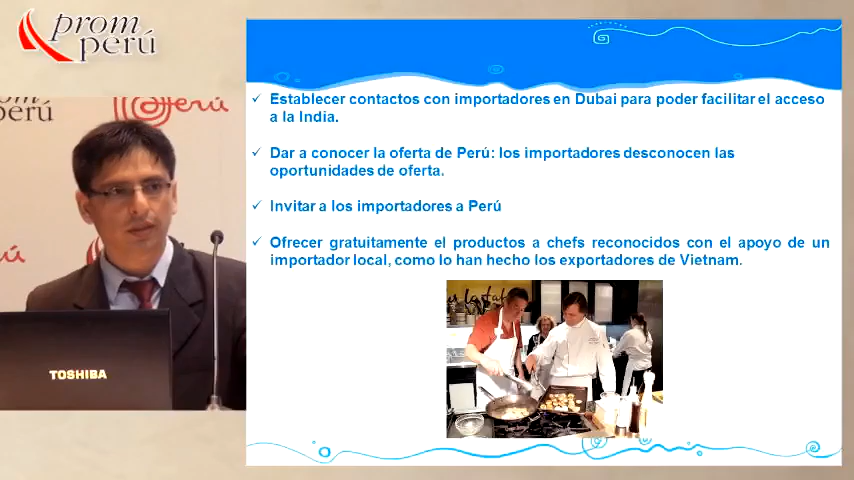 prom
perú
Perú
perú
Establecer contactos con importadores en Dubai para poder facilitar el acceso
a la India.
Dar a conocer la oferta de Perú: los importadores desconocen las
oportunidades de oferta.
Invitar a los importadores a Perú
Ofrecer gratuitamente el productos a chefs reconocidos con el apoyo de un
importador local, como lo han hecho los exportadores de Vietnam.
TOSHIBA